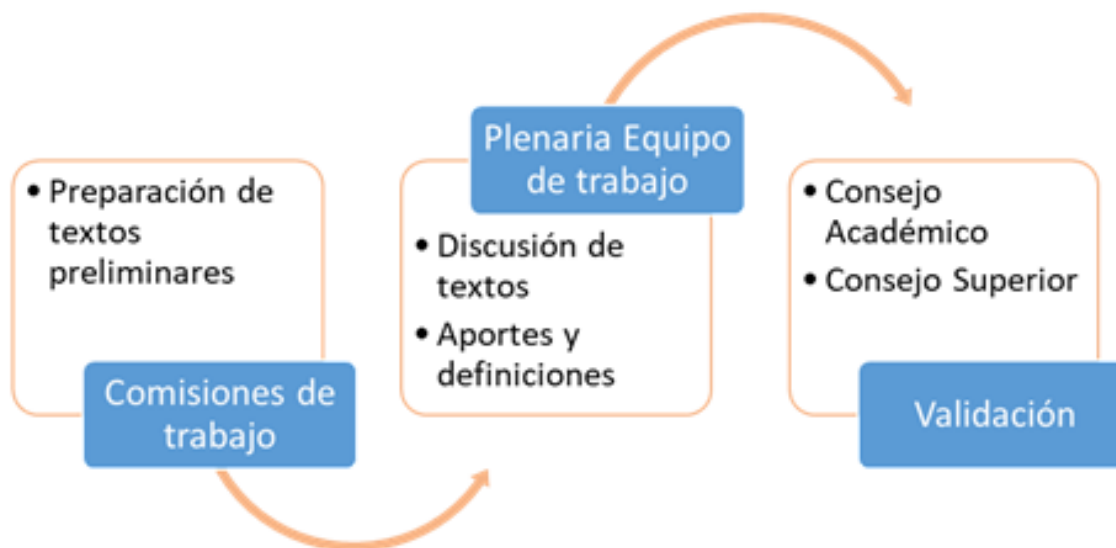 • Preparación de
textos
preliminares
Comisiones de
trabajo
Plenaria Equipo
de trabajo
• Discusión de
textos
• Aportes y
definiciones
• Consejo
Académico
• Consejo Superior
Validación